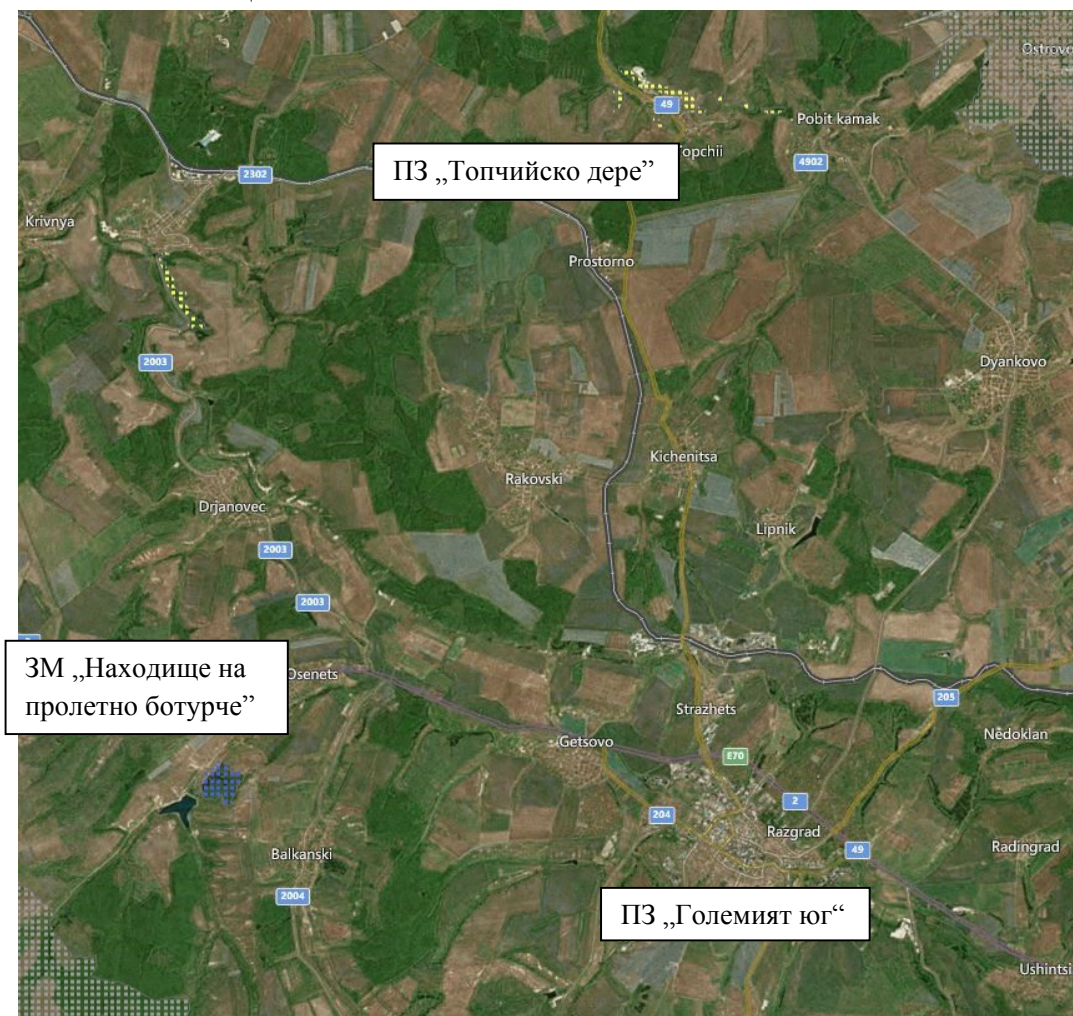 Ostrovo
49
Pobit kamak
Topchii
4902
ПЗ „Топчийско дере”
2302
Krivnya
Prostorno
2003
Dyankovo
Kichenitsa
Rakovski
Drjanovec
Lipnik
2003
2003
ЗМ „Находище на
пролетно ботурче”
Osenets
205
Strazhets
Nedoklan
Getsovo
E70
2
204
Razgrad
49
Radingrad
Balkanski
2004
ПЗ „Големият юг“
Ushintsi